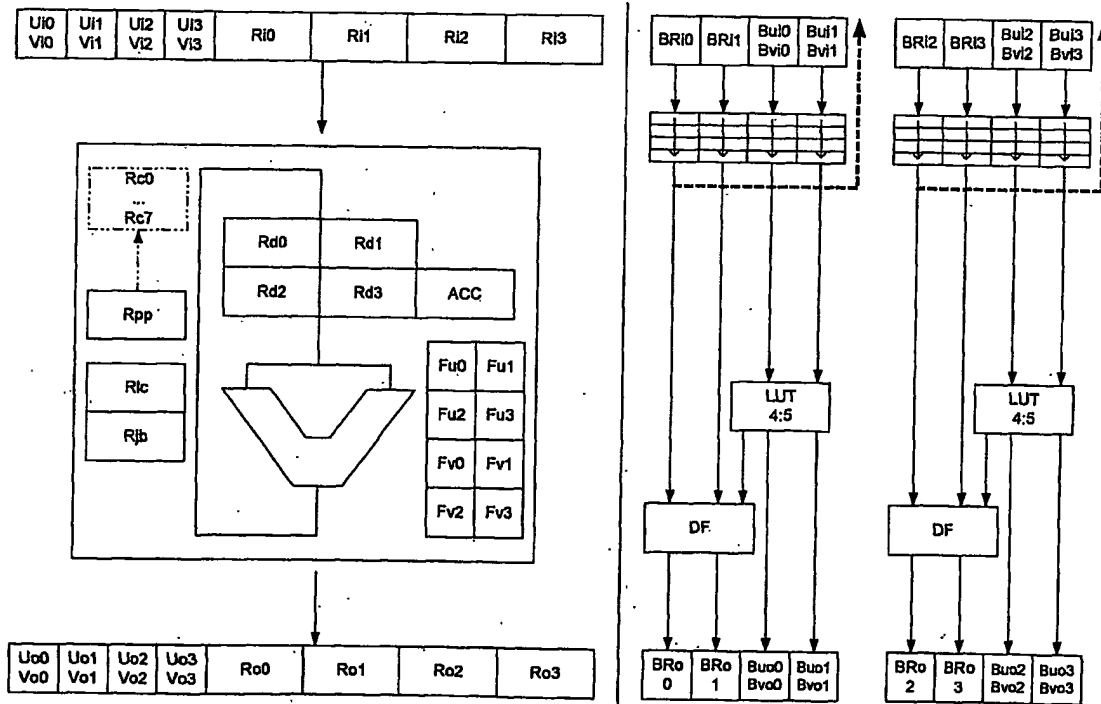 Ui0 Ui1 Ui2 Ui3
Vi0 Vi1 Vi2 Vi3
Ri0 Ri1 Ri2 Ri3
Rc0
...
Rc7
Rpp
Rlc
Rjb
Rd0 Rd1
Rd2 Rd3 ACC
Fu0 Fu1
Fu2 Fu3
Fv0 Fv1
Fv2 Fv3
Uo0 Uo1 Uo2 Uo3
Vo0 Vo1 Vo2 Vo3
Ro0 Ro1 Ro2 Ro3
BRi0 BRi1
Bui0 Bui1
Bvi0 Bvi1
LUT
4:5
DF
BRo
0
BRo
1
Buo0 Buo1
Bvo0 Bvo1
BRi2 BRi3
Bui2 Bui3
Bvi2 Bvi3
LUT
4:5
DF
BRo
2
BRo
3
Buo2 Buo3
Bvo2 Bvo3